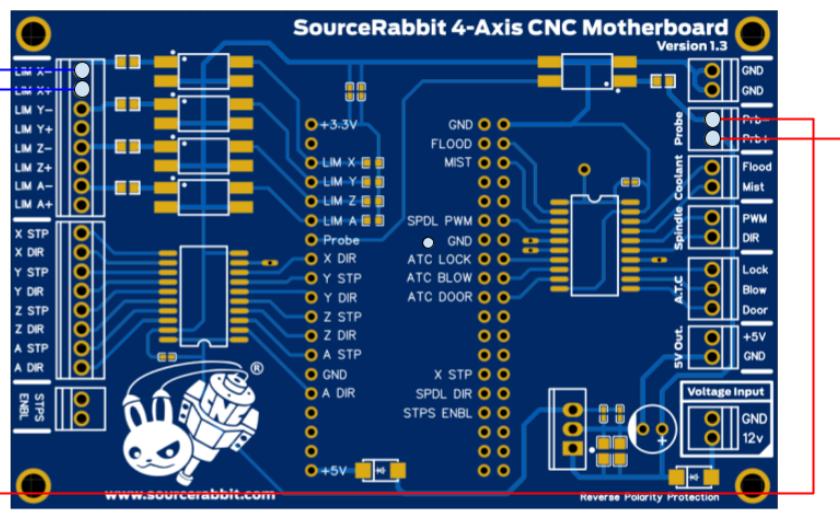 SourceRabbit 4-Axis CNC Motherboard
Version 1.3
LIM X-
LIM X+
LIM Y-
LIM Y+
LIM Z-
LIM Z+
LIM A-
LIM A+
X STP
X DIR
Y STP
Y DIR
Z STP
Z DIR
A STP
A DIR
STPS
ENBL
+3.3V
LIM X
LIM Y
LIM Z
LIM A
Probe
X DIR
Y STP
Y DIR
Z STP
Z DIR
A STP
GND
A DIR
+5V
GND
FLOOD
MIST
SPDL PWM
GND
ATC LOCK
ATC BLOW
ATC DOOR
X STP
SPDL DIR
STPS ENBL
GND
GND
Probe
Prb-
Prb+
Coolant
Flood
Mist
Spindle
PWM
DIR
A.T.C
Lock
Blow
Door
5V Out.
+5V
GND
Voltage Input
GND
12v
+
®
www.sourcerabbit.com
Reverse Polarity Protection